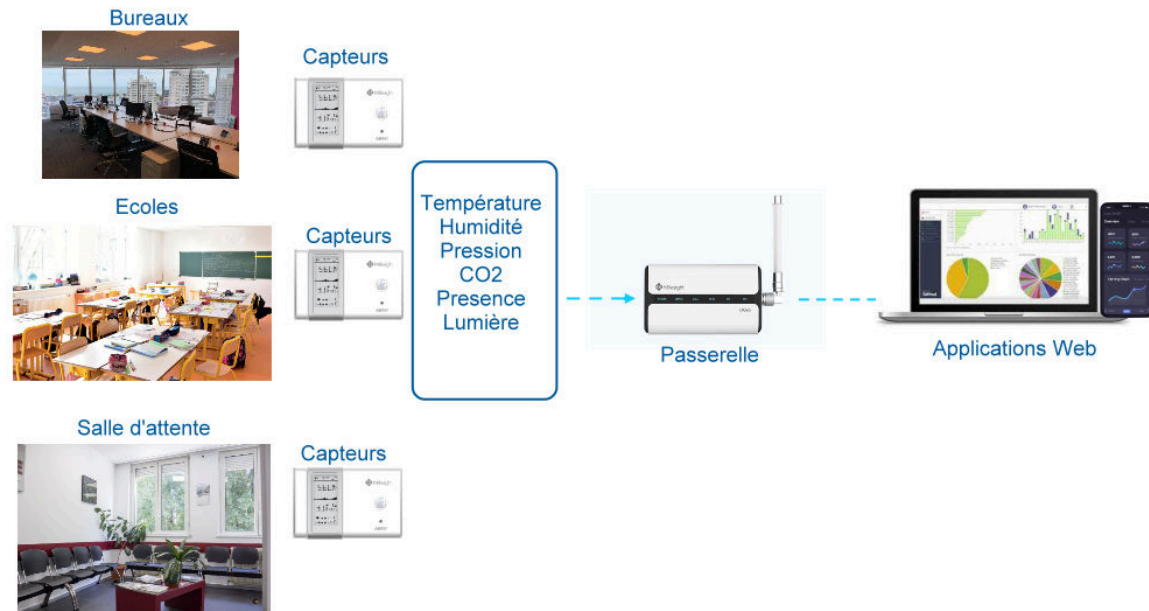 Bureaux
Capteurs
Ecoles
Capteurs
Température
Humidité
Pression
CO2
Presence
Lumière
Passerelle
Applications Web
Salle d'attente
Capteurs